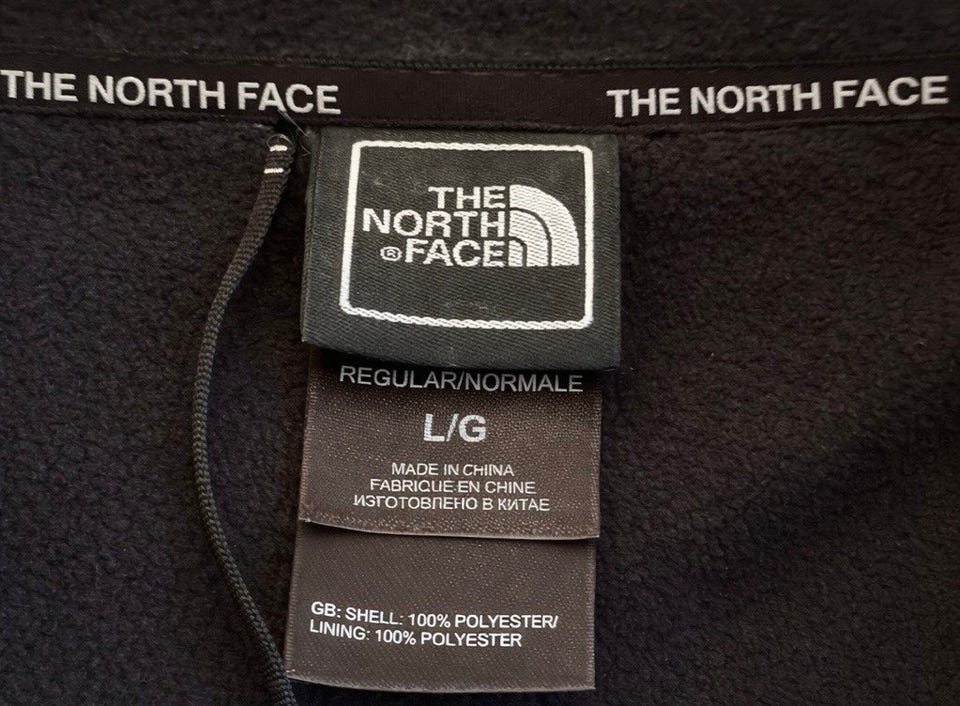 THE NORTH FACE
THE NORTH FACE
THE
NORTH
® FACE
REGULAR/NORMALE
L/G
MADE IN CHINA
FABRIQUE EN CHINE
ИЗГОТОВЛЕНО В КИТАЕ
GB: SHELL: 100% POLYESTER/
LINING: 100% POLYESTER